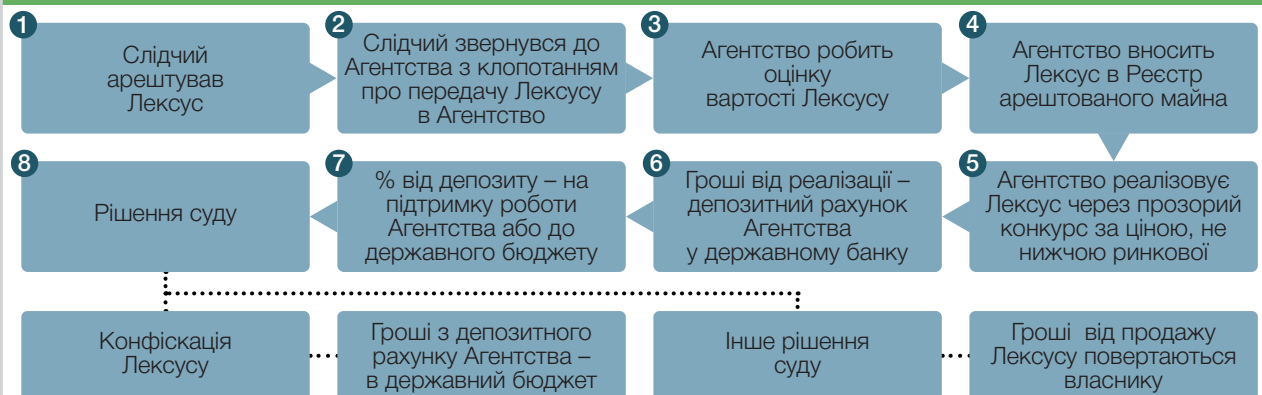 1
Слідчий
арештував
Лексус
2
Слідчий звернувся до
Агентства з клопотанням
про передачу Лексусу
в Агентство
3
Агентство робить
оцінку
вартості Лексусу
4
Агентство вносить
Лексус в Реєстр
арештованого майна
5
Агентство реалізовує
Лексус через прозорий
конкурс за ціною, не
нижчою ринкової
6
Гроші від реалізації –
депозитний рахунок
Агентства
у державному банку
7
% від депозиту – на
підтримку роботи
Агентства або до
державного бюджету
8
Рішення суду
Конфіскація
Лексусу
Гроші з депозитного
рахунку Агентства –
в державний бюджет
Інше рішення
суду
Гроші від продажу
Лексусу повертаються
власнику